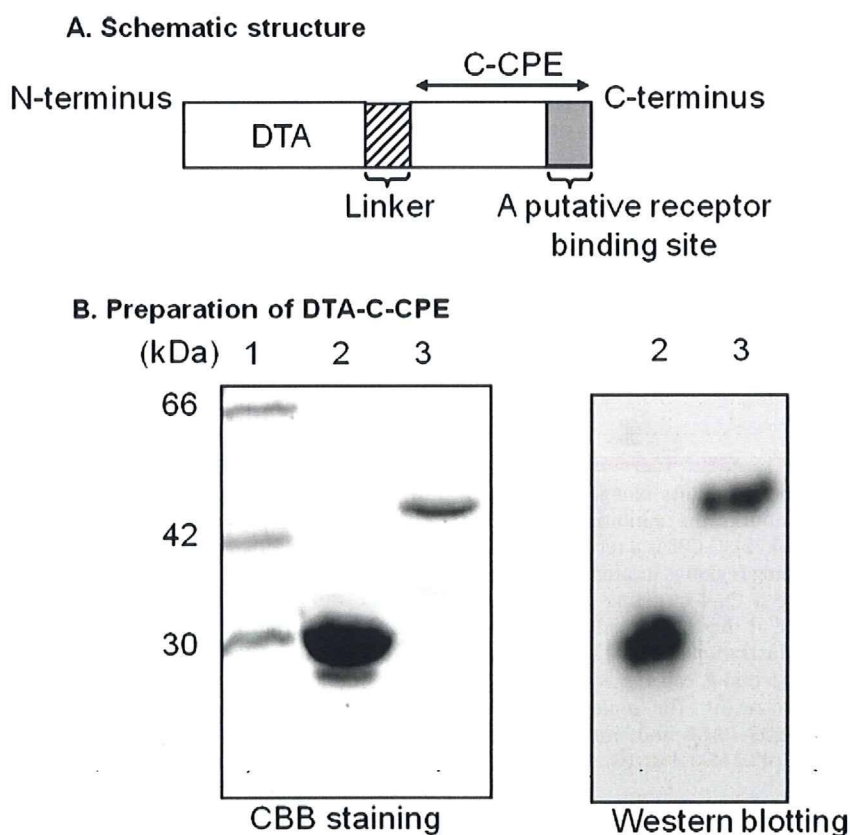 A. Schematic structure
C-CPE
N-terminus
C-terminus
DTA
Linker
A putative receptor
binding site
B. Preparation of DTA-C-CPE
(kDa) 1 2 3
2 3
66
42
30
CBB staining
Western blotting